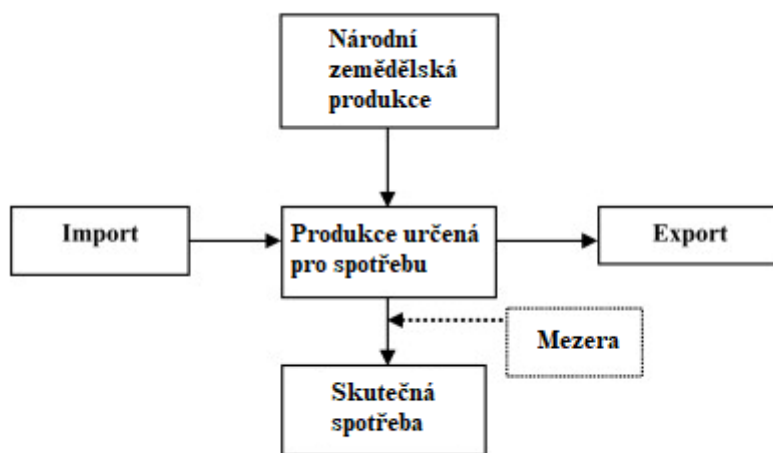 Národní
zemědělská
produkce
Import
Produkce určená
pro spotřebu
Export
Mezera
Skutečná
spotřeba